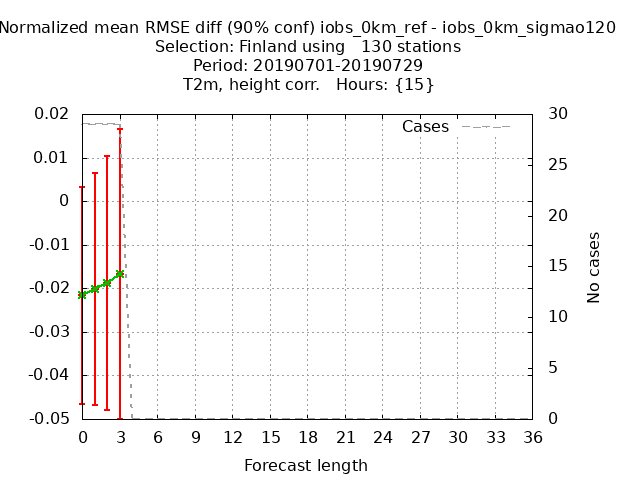 Normalized mean RMSE diff (90% conf) iobs_0km_ref - iobs_0km_sigmao120
Selection: Finland using   130 stations
Period: 20190701-20190729
T2m, height corr.   Hours: {15}
Cases
0.02
0.01
0
-0.01
-0.02
-0.03
-0.04
-0.05
30
25
20
15
10
5
0
No cases
0 3 6 9 12 15 18 21 24 27 30 33 36
Forecast length